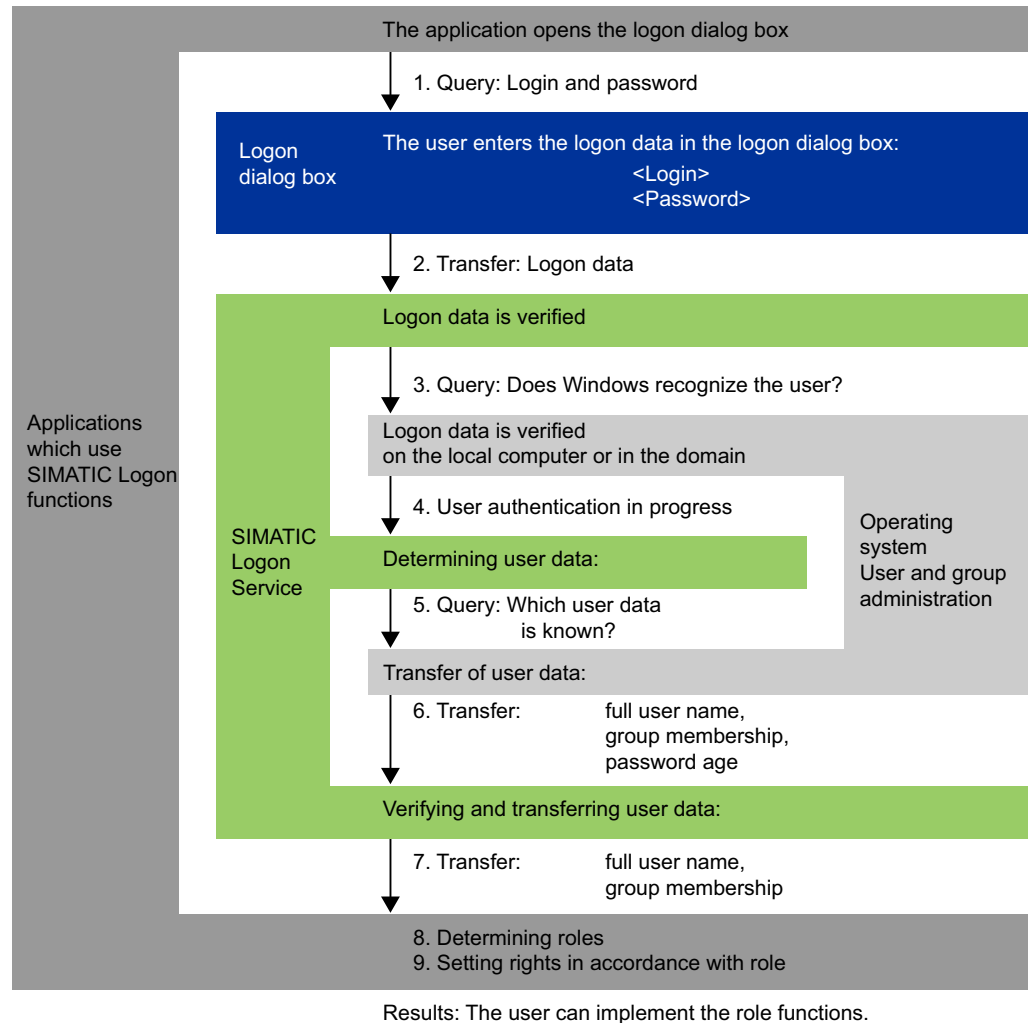 The application opens the logon dialog box
1. Query: Login and password
Logon
dialog box
The user enters the logon data in the logon dialog box:
<Login>
<Password>
2. Transfer: Logon data
Logon data is verified
3. Query: Does Windows recognize the user?
Applications
which use
SIMATIC Logon
functions
Logon data is verified
on the local computer or in the domain
4. User authentication in progress
Operating
system
User and group
administration
SIMATIC
Logon
Service
Determining user data:
5. Query: Which user data
is known?
Transfer of user data:
6. Transfer: full user name,
group membership,
password age
Verifying and transferring user data:
7. Transfer: full user name,
group membership
8. Determining roles
9. Setting rights in accordance with role
Results: The user can implement the role functions.